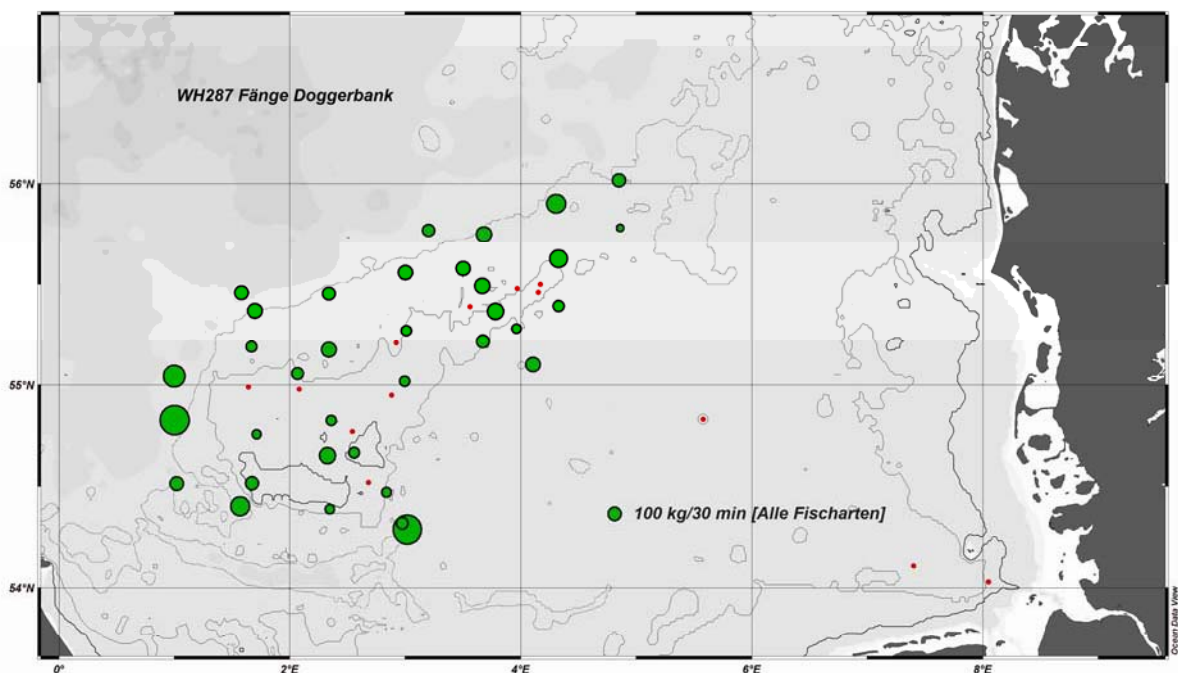 WH287 Fänge Doggerbank
56°N
55°N
100 kg/30 min [Alle Fischarten]
54°N
0°
2°E
4°E
6°E
8°E
Ocean Data View